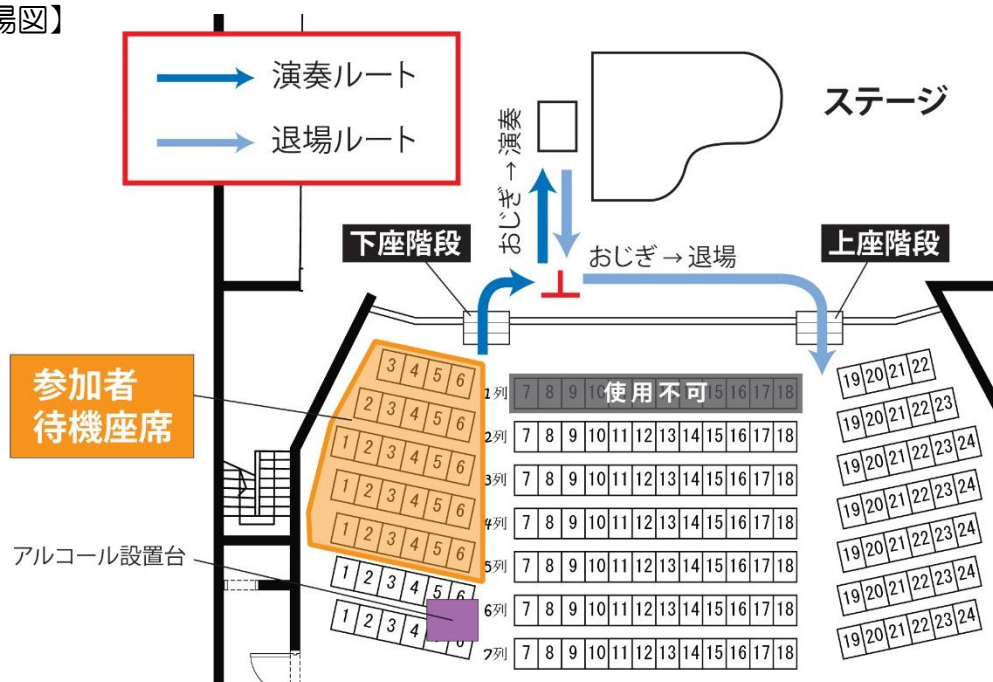 場図】
演奏ルート
退場ルート
ステージ
おじぎ → 演奏
下座階段
おじぎ → 退場
上座階段
参加者
待機座席
アルコール設置台
3 4 5 6 1列 7 8 使用不可 17 18 19 20 21 22
2 3 4 5 6 2列 7 8 9 10 11 12 13 14 15 16 17 18 19 20 21 22 23
1 2 3 4 5 6 3列 7 8 9 10 11 12 13 14 15 16 17 18 19 20 21 22 23 24
1 2 3 4 5 6 4列 7 8 9 10 11 12 13 14 15 16 17 18 19 20 21 22 23 24
1 2 3 4 5 6 5列 7 8 9 10 11 12 13 14 15 16 17 18 19 20 21 22 23 24
1 2 3 4 5 6 6列 7 8 9 10 11 12 13 14 15 16 17 18 19 20 21 22 23 24
1 2 3 4 6 7列 7 8 9 10 11 12 13 14 15 16 17 18 19 20 21 22 23 24